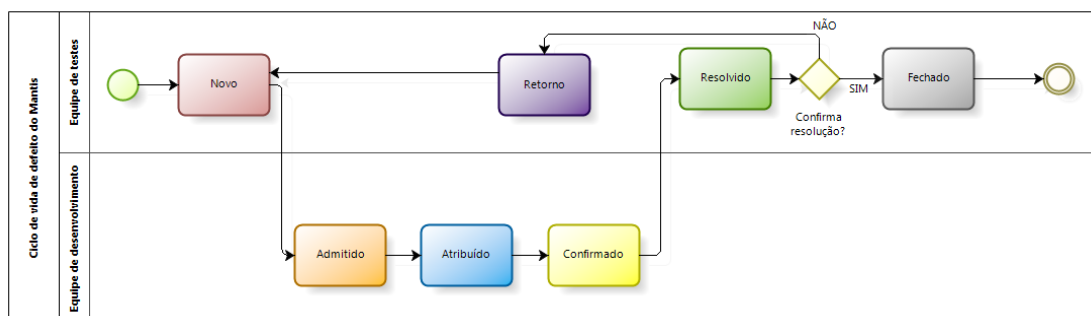 Ciclo de vida de defeito do Mantis
Equipe de testes
Novo
Retorno
Resolvido
NÃO
SIM
Confirma
resolução?
Fechado
Equipe de desenvolvimento
Admitido
Atribuído
Confirmado